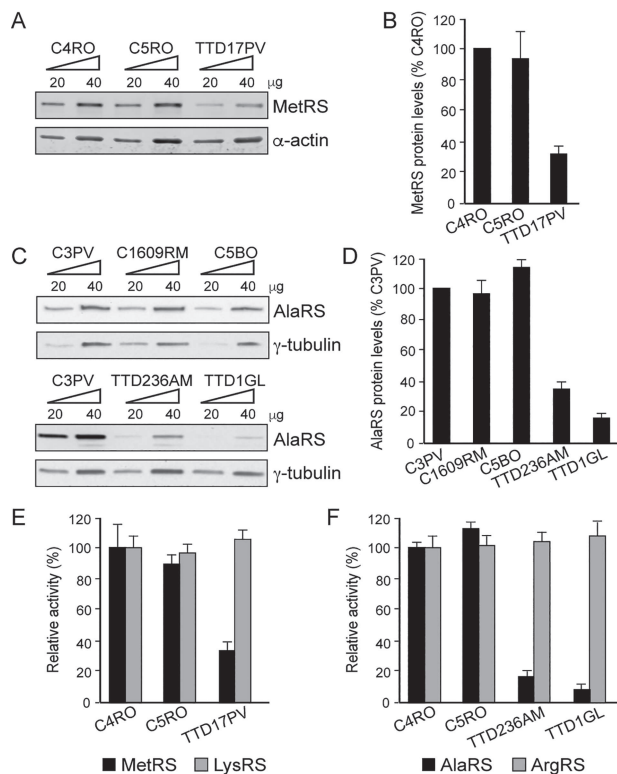 A
C4RO C5RO TTD17PV
20 40 20 40 20 40 µg
MetRS
α-actin
B
MetRS protein levels (% C4RO)
120
100
80
60
40
20
0
C4RO C5RO TTD17PV
C
C3PV C1609RM C5BO
20 40 20 40 20 40 µg
AlaRS
γ-tubulin
C3PV TTD236AM TTD1GL
20 40 20 40 20 40 µg
AlaRS
γ-tubulin
D
AlaRS protein levels (% C3PV)
120
100
80
60
40
20
0
C3PV C1609RM C5BO TTD236AM TTD1GL
E
Relative activity (%)
120
100
80
60
40
20
0
C4RO C5RO TTD17PV
MetRS LysRS
F
Relative activity (%)
120
100
80
60
40
20
0
C4RO C5RO TTD236AM TTD1GL
AlaRS ArgRS